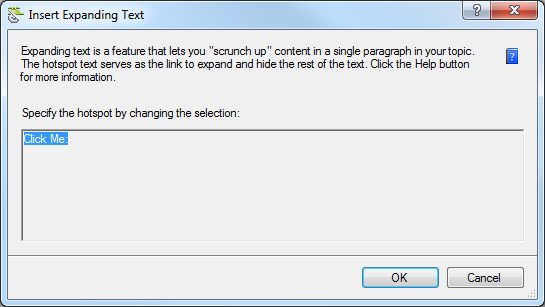 Insert Expanding Text
Expanding text is a feature that lets you "scrunch up" content in a single paragraph in your topic.
The hotspot text serves as the link to expand and hide the rest of the text. Click the Help button
for more information.
Specify the hotspot by changing the selection:
Click Me:
OK Cancel